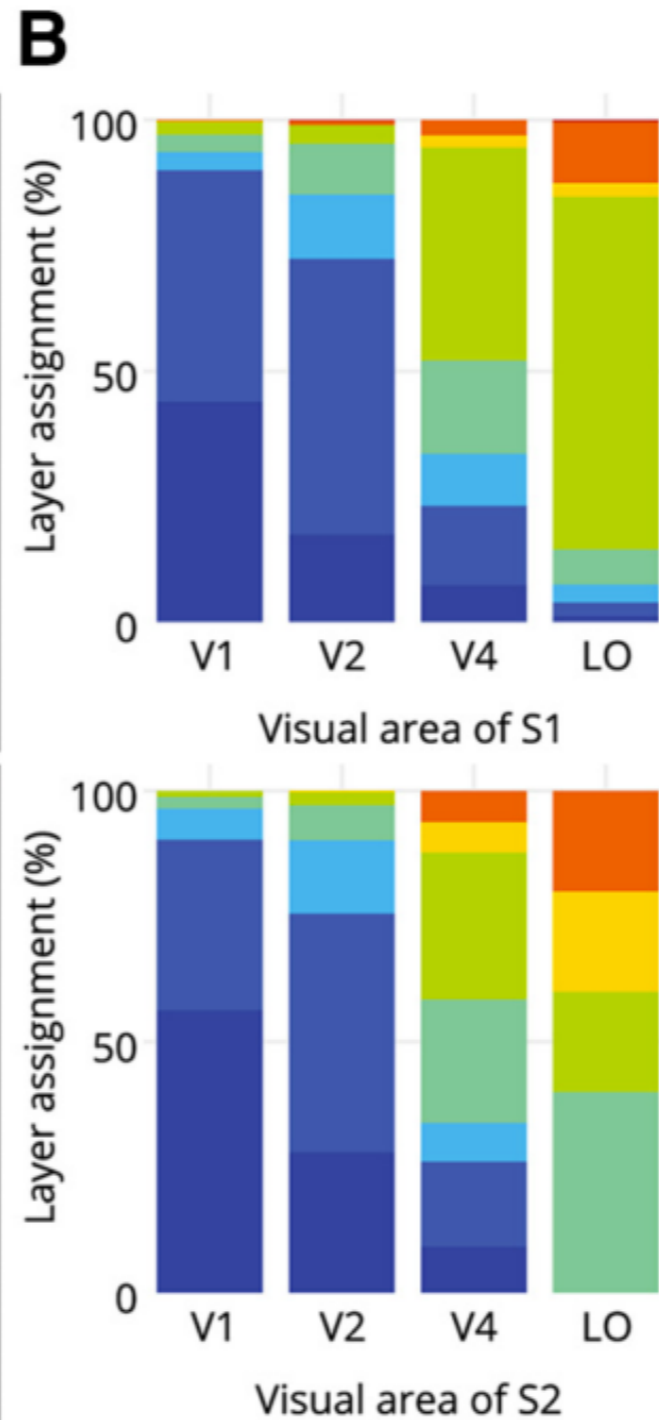 B
Layer assignment (%)
100
50
0
V1 V2 V4 LO
Visual area of S1
Layer assignment (%)
100
50
0
V1 V2 V4 LO
Visual area of S2